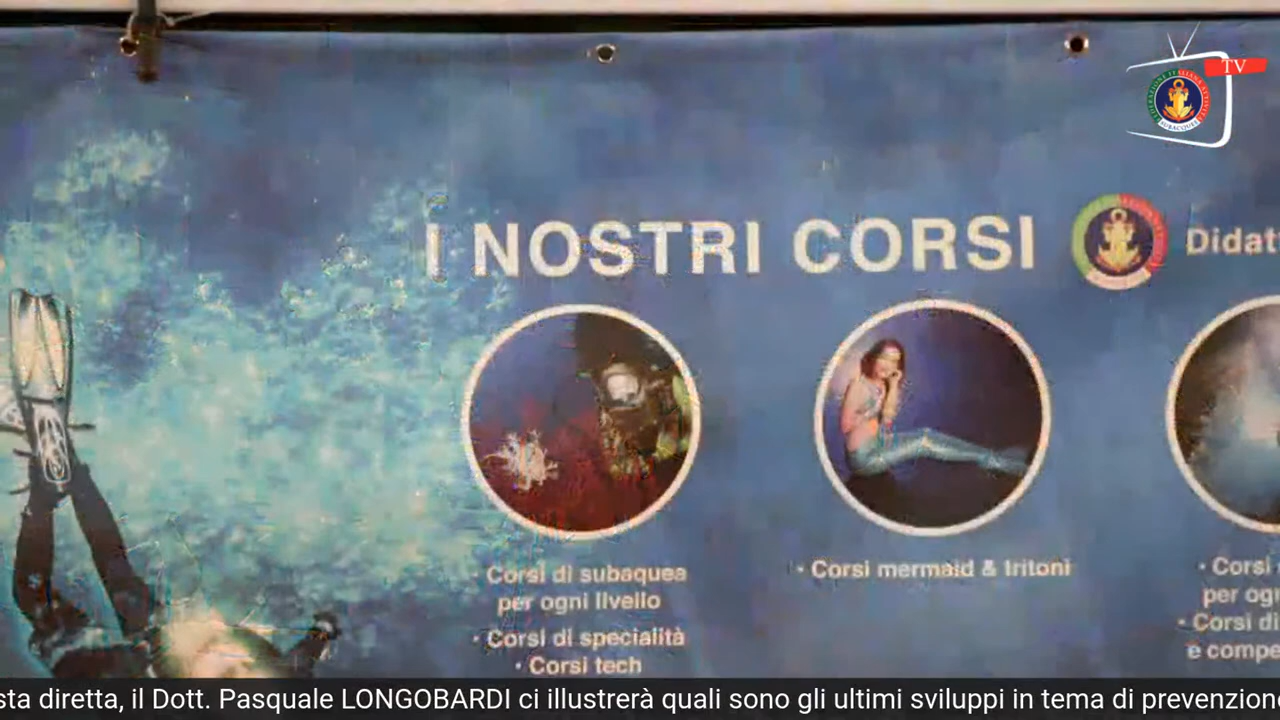 TV
I NOSTRI CORSI
Didatt
• Corsi di subaquea
per ogni livello
• Corsi di specialità
• Corsi tech
• Corsi mermaid & tritoni
• Corsi
per ogn
• Corsi di
e compe
sta diretta, il Dott. Pasquale LONGOBARDI ci illustrerà quali sono gli ultimi sviluppi in tema di prevenzione